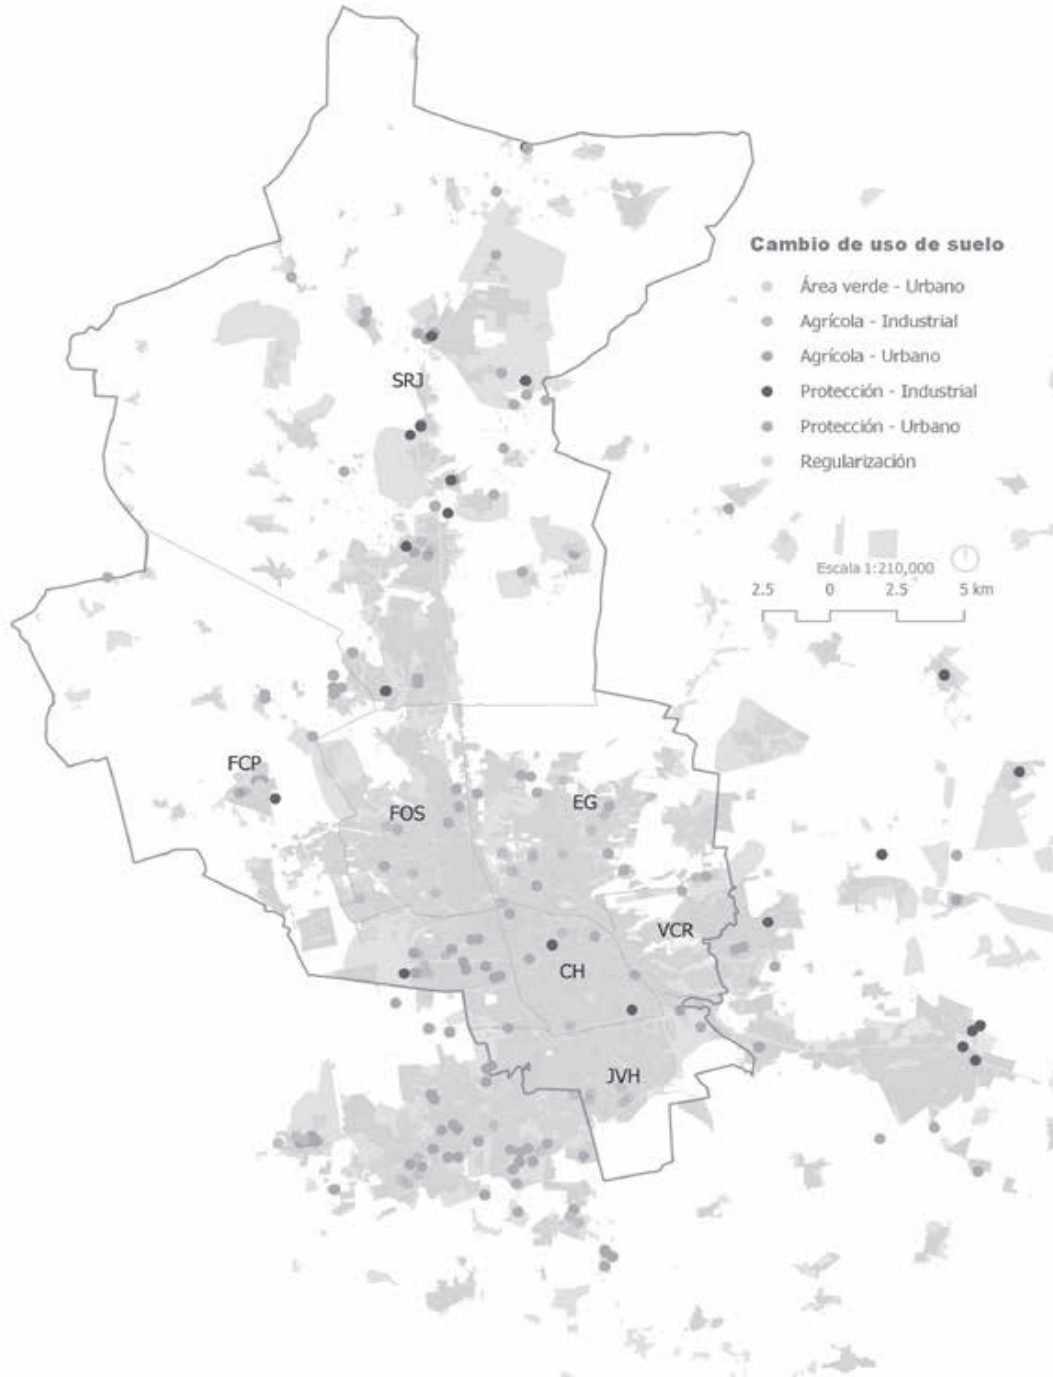 Cambio de uso de suelo
Área verde - Urbano
Agrícola - Industrial
Agrícola - Urbano
Protección - Industrial
Protección - Urbano
Regularización
SRJ
Escala 1:210,000
2.5 0 2.5 5 km
FCP
FOS
EG
VCR
CH
JVH